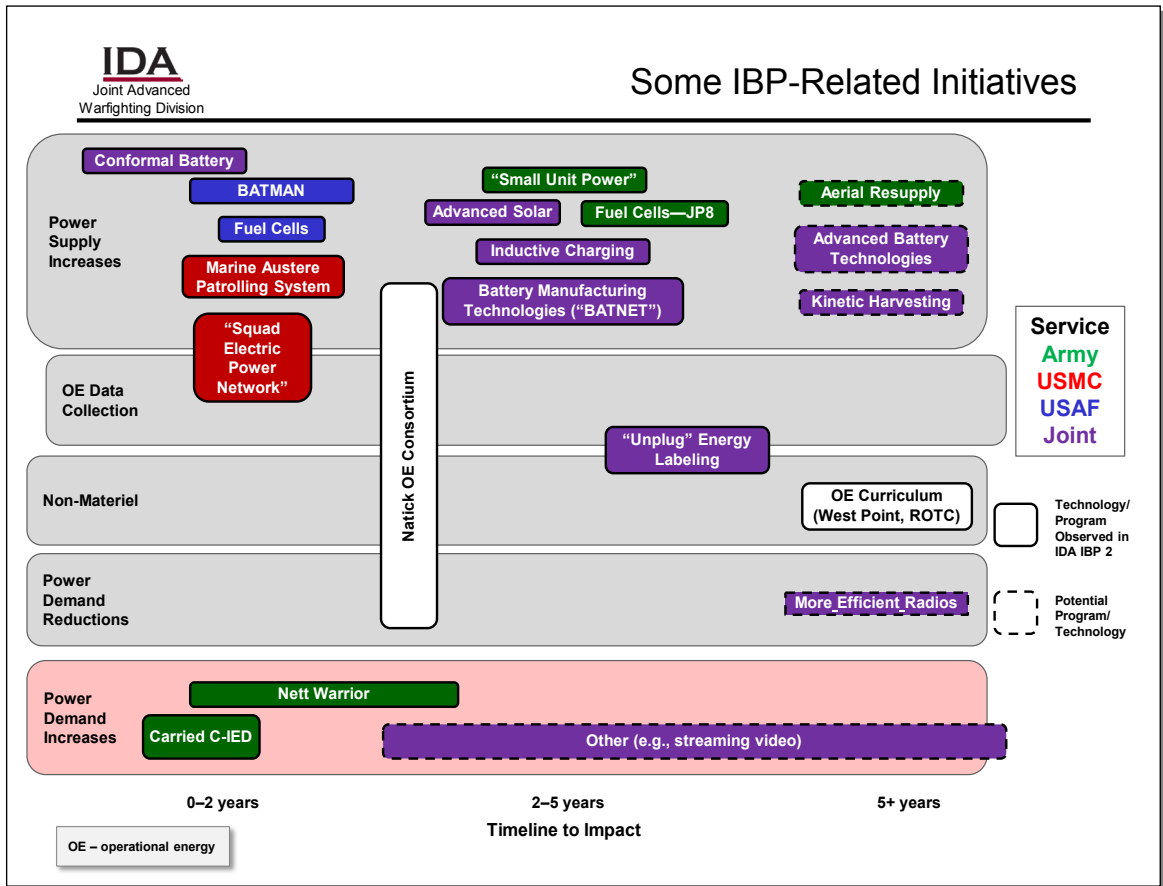 IDA
Joint Advanced
Warfighting Division
Some IBP-Related Initiatives
Power
Supply
Increases
Conformal Battery
BATMAN
Fuel Cells
Marine Austere
Patrolling System
“Squad
Electric
Power
Network”
“Small Unit Power”
Advanced Solar
Fuel Cells—JP8
Inductive Charging
Battery Manufacturing
Technologies (“BATNET”)
Aerial Resupply
Advanced Battery
Technologies
Kinetic Harvesting
Natick OE Consortium
OE Data
Collection
“Unplug” Energy
Labeling
Non-Materiel
OE Curriculum
(West Point, ROTC)
Power
Demand
Reductions
More Efficient Radios
Power
Demand
Increases
Nett Warrior
Carried C-IED
Other (e.g., streaming video)
Service
Army
USMC
USAF
Joint
Technology/
Program
Observed in
IDA IBP 2
Potential
Program/
Technology
0–2 years
2–5 years
5+ years
Timeline to Impact
OE – operational energy